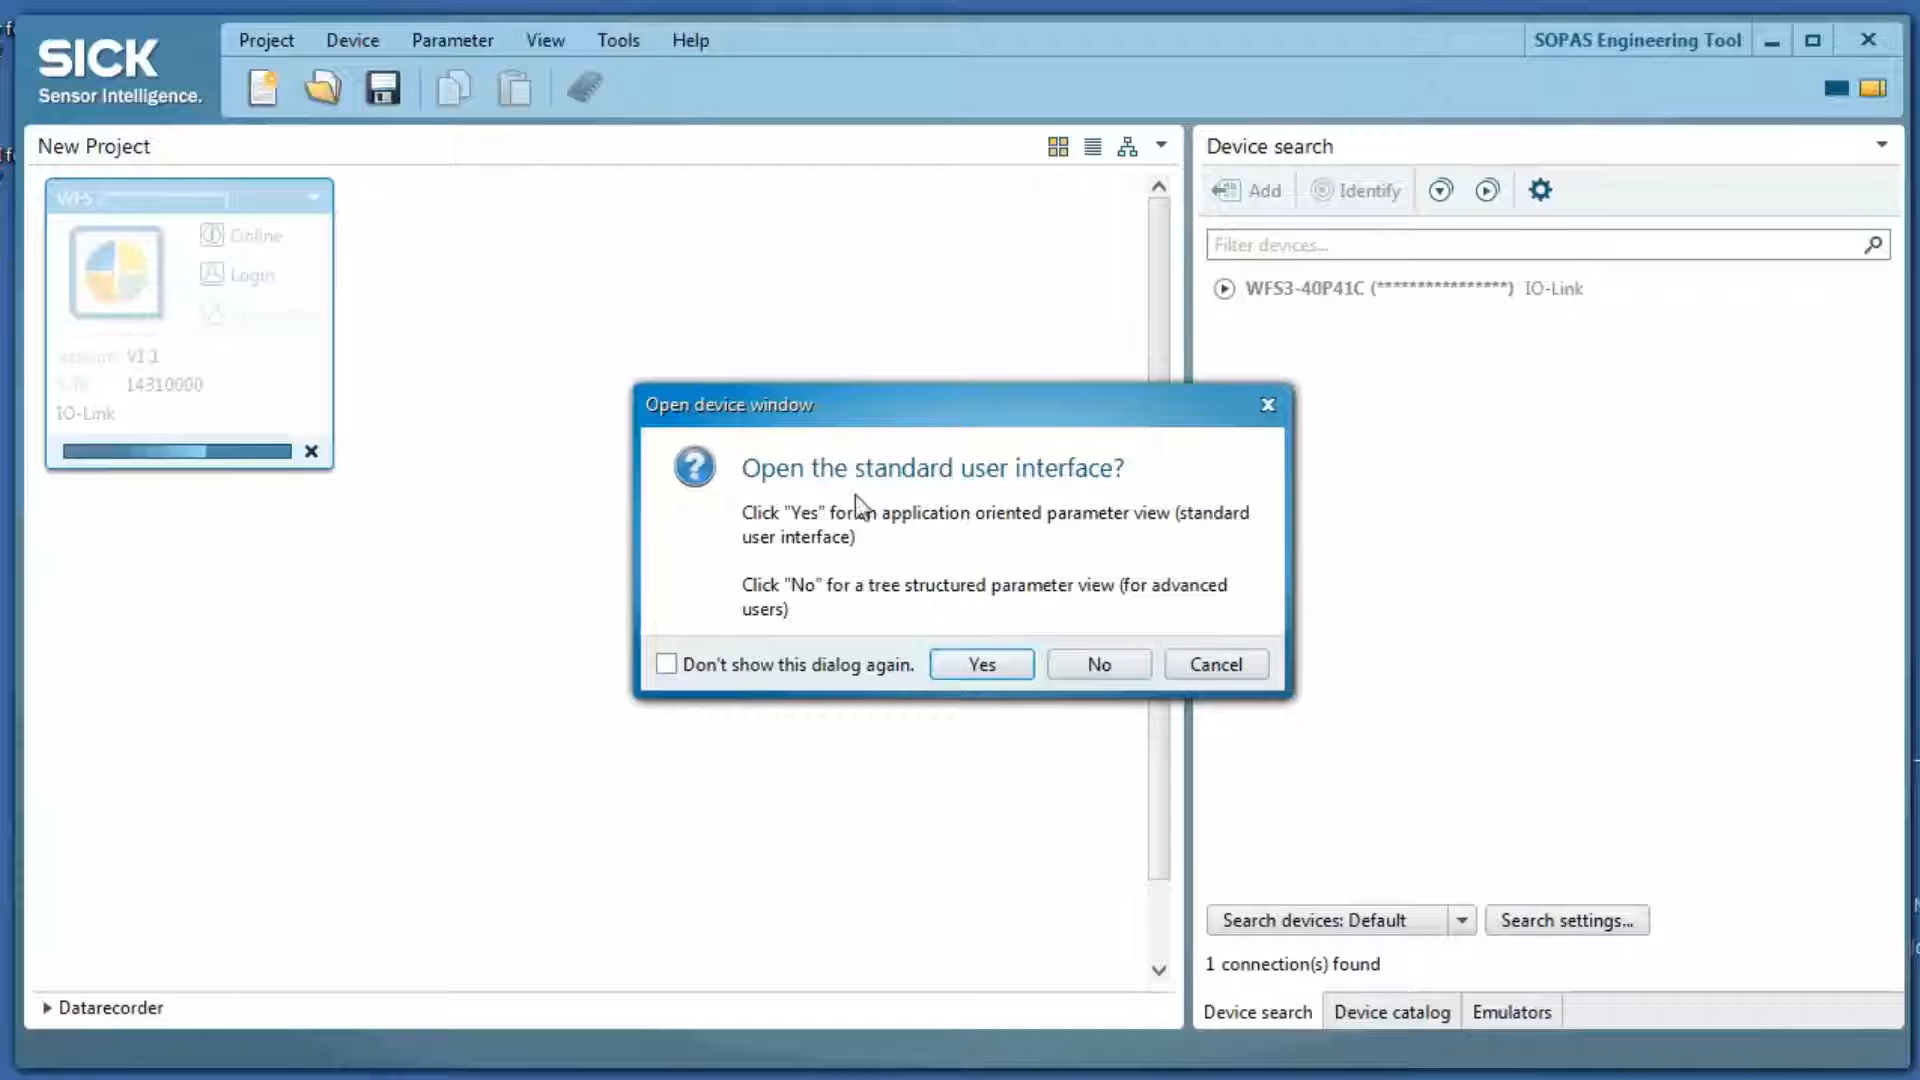 SICK
Sensor Intelligence.
Project Device Parameter View Tools Help
SOPAS Engineering Tool
New Project
WFS
Online
Login
V1.1
14310000
IO-Link
Datarecorder
Device search
Add Identify
Filter devices...
WFS3-40P41C (****************) IO-Link
Search devices: Default
Search settings...
1 connection(s) found
Device search Device catalog Emulators
Open device window
Open the standard user interface?
Click "Yes" for an application oriented parameter view (standard
user interface)
Click "No" for a tree structured parameter view (for advanced
users)
Don't show this dialog again.
Yes No Cancel